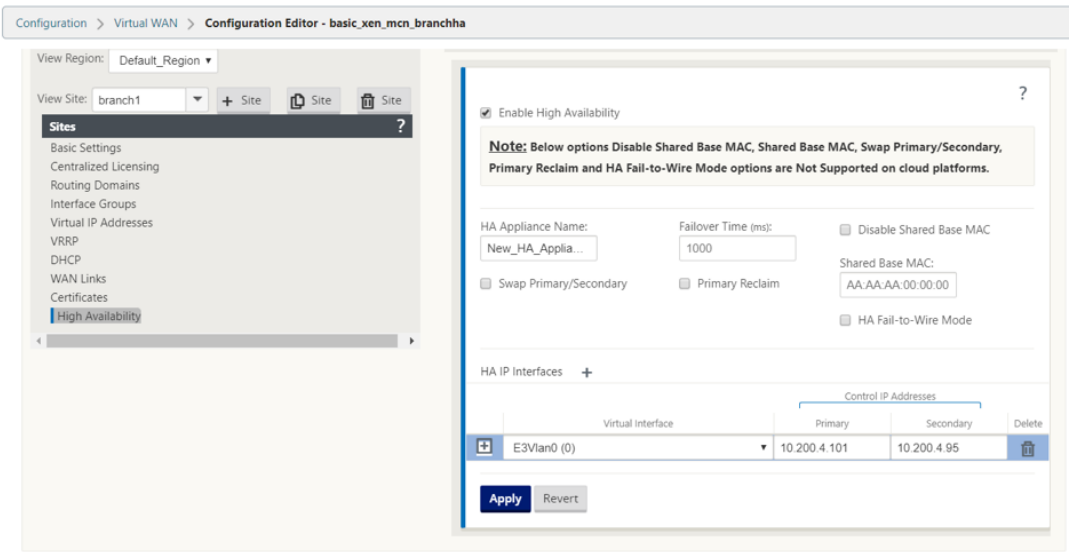 Configuration > Virtual WAN > Configuration Editor - basic_xen_mcn_branchha
View Region: Default_Region
View Site: branch1 + Site Site Site
Sites ?
Basic Settings
Centralized Licensing
Routing Domains
Interface Groups
Virtual IP Addresses
VRRP
DHCP
WAN Links
Certificates
High Availability
?
Enable High Availability
Note: Below options Disable Shared Base MAC, Shared Base MAC, Swap Primary/Secondary,
Primary Reclaim and HA Fail-to-Wire Mode options are Not Supported on cloud platforms.
HA Appliance Name: Failover Time (ms): Disable Shared Base MAC
New_HA_Applia... 1000
Shared Base MAC:
Swap Primary/Secondary Primary Reclaim AA:AA:AA:00:00:00
HA Fail-to-Wire Mode
HA IP Interfaces +
Control IP Addresses
Virtual Interface Primary Secondary Delete
E3Vlan0 (0) 10.200.4.101 10.200.4.95
Apply Revert